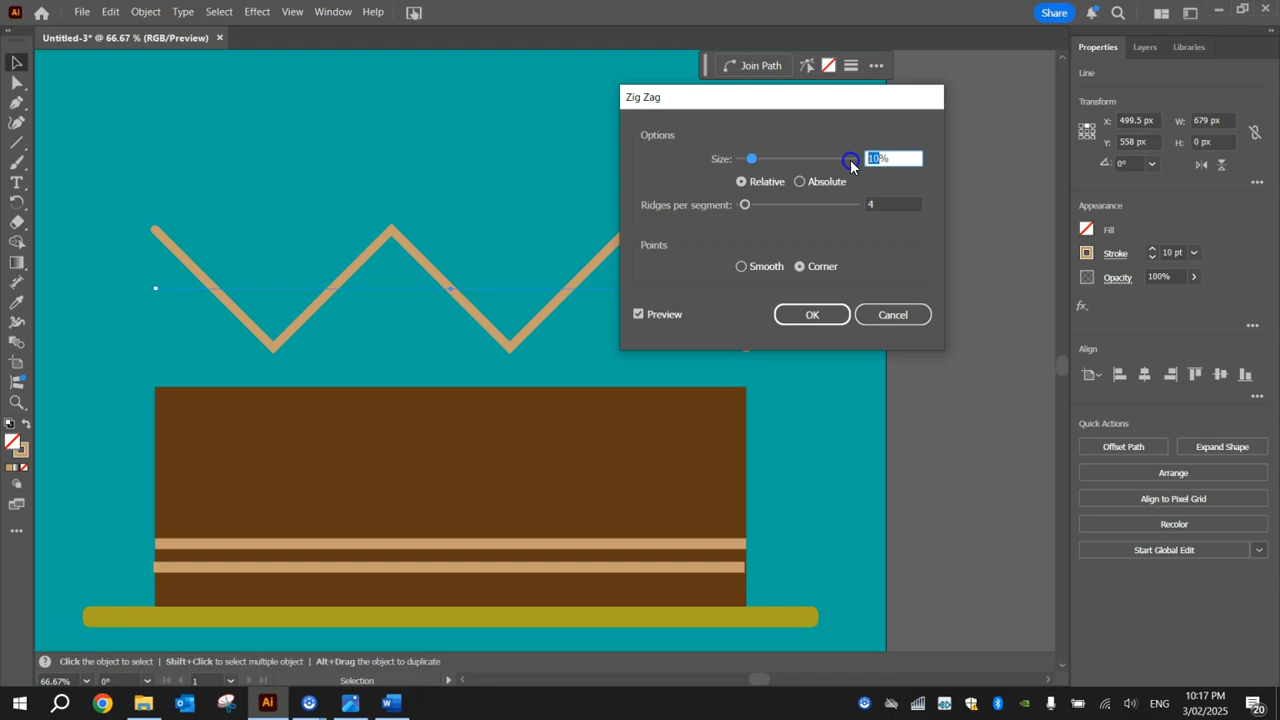 File Edit Object Type Select Effect View Window Help
Share
Untitled-3* @ 66.67 % (RGB/Preview)
Join Path
Properties Layers Libraries
Line
Transform
X: 499.5 px W: 679 px
Y: 558 px H: 0 px
0°
Appearance
Fill
Stroke 10 pt
Opacity 100%
fx.
Align
Quick Actions
Offset Path Expand Shape
Arrange
Align to Pixel Grid
Recolor
Start Global Edit
Zig Zag
Options
Size: 10%
Relative Absolute
Ridges per segment: 4
Points
Smooth Corner
Preview OK Cancel
Click the object to select Shift+Click to select multiple object Alt+Drag the object to duplicate
66.67% 0° 1 Selection
ENG
10:17 PM
3/02/2025
20